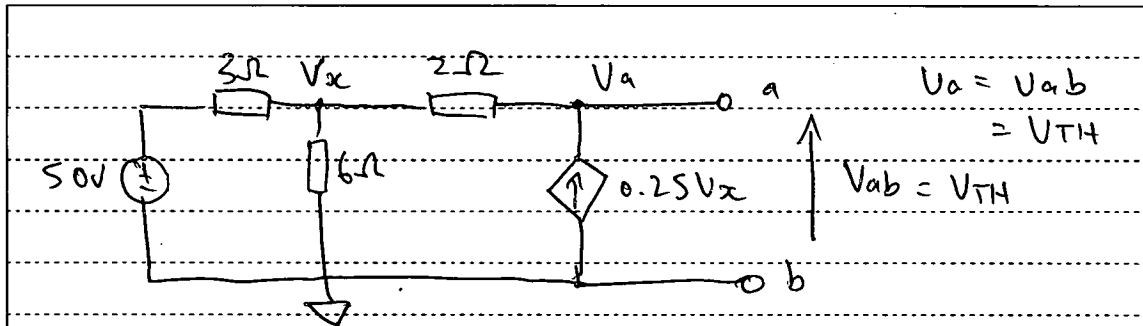 3Ω Vx 2Ω Va a Va = Vab
= VTH
50V 6Ω 0.25Vx Vab = VTH
b